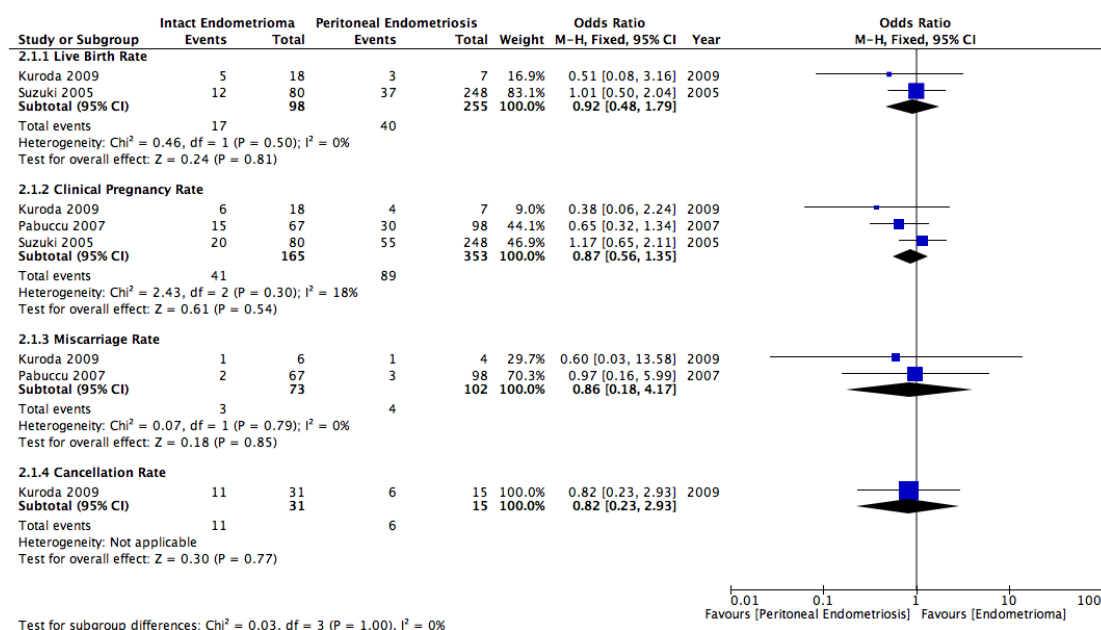 Intact Endometrioma Peritoneal Endometriosis Odds Ratio Odds Ratio
Study or Subgroup Events Total Events Total Weight M-H, Fixed, 95% CI Year M-H, Fixed, 95% CI
2.1.1 Live Birth Rate
Kuroda 2009 5 18 3 7 16.9% 0.51 [0.08, 3.16] 2009
Suzuki 2005 12 80 37 248 83.1% 1.01 [0.50, 2.04] 2005
Subtotal (95% CI) 98 255 100.0% 0.92 [0.48, 1.79]
Total events 17 40
Heterogeneity: Chi² = 0.46, df = 1 (P = 0.50); I² = 0%
Test for overall effect: Z = 0.24 (P = 0.81)
2.1.2 Clinical Pregnancy Rate
Kuroda 2009 6 18 4 7 9.0% 0.38 [0.06, 2.24] 2009
Pabuccu 2007 15 67 30 98 44.1% 0.65 [0.32, 1.34] 2007
Suzuki 2005 20 80 55 248 46.9% 1.17 [0.65, 2.11] 2005
Subtotal (95% CI) 165 353 100.0% 0.87 [0.56, 1.35]
Total events 41 89
Heterogeneity: Chi² = 2.43, df = 2 (P = 0.30); I² = 18%
Test for overall effect: Z = 0.61 (P = 0.54)
2.1.3 Miscarriage Rate
Kuroda 2009 1 6 1 4 29.7% 0.60 [0.03, 13.58] 2009
Pabuccu 2007 2 67 3 98 70.3% 0.97 [0.16, 5.99] 2007
Subtotal (95% CI) 73 102 100.0% 0.86 [0.18, 4.17]
Total events 3 4
Heterogeneity: Chi² = 0.07, df = 1 (P = 0.79); I² = 0%
Test for overall effect: Z = 0.18 (P = 0.85)
2.1.4 Cancellation Rate
Kuroda 2009 11 31 6 15 100.0% 0.82 [0.23, 2.93] 2009
Subtotal (95% CI) 31 15 100.0% 0.82 [0.23, 2.93]
Total events 11 6
Heterogeneity: Not applicable
Test for overall effect: Z = 0.30 (P = 0.77)
0.01 0.1 1 10 100
Favours [Peritoneal Endometriosis] Favours [Endometrioma]
Test for subgroup differences: Chi² = 0.03, df = 3 (P = 1.00), I² = 0%